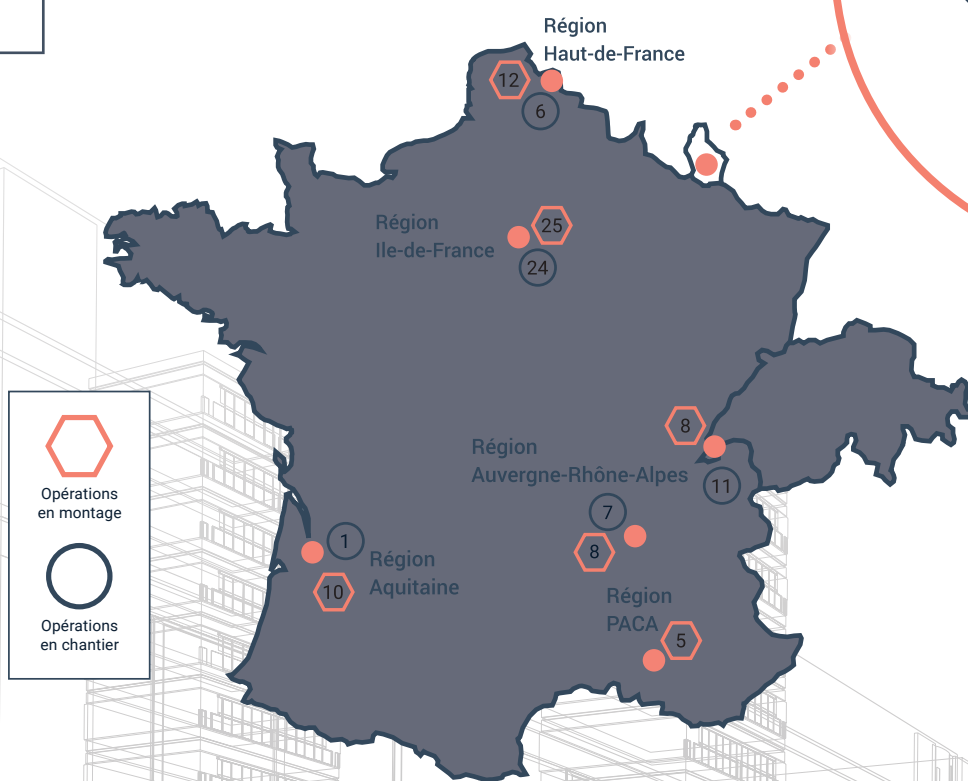 Région
Haut-de-France
12
6
Région
Ile-de-France
25
24
8
Région
Auvergne-Rhône-Alpes
11
7
8
1
Région
Aquitaine
10
Région
PACA
5
Opérations
en montage
Opérations
en chantier